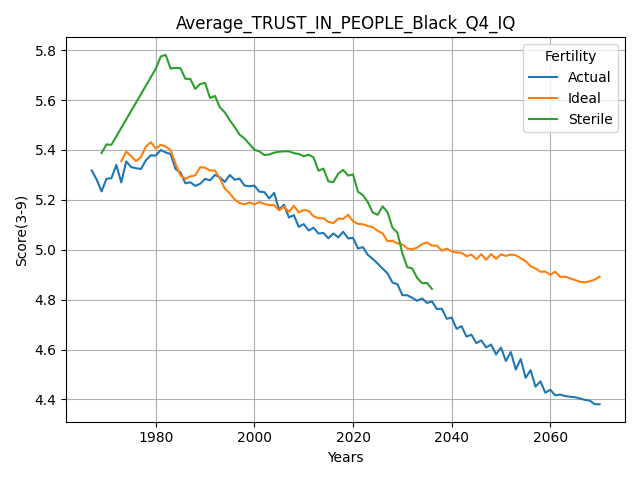 Average_TRUST_IN_PEOPLE_Black_Q4_IQ
Fertility
Actual
Ideal
Sterile
Score(3-9)
5.8
5.6
5.4
5.2
5.0
4.8
4.6
4.4
1980 2000 2020 2040 2060
Years